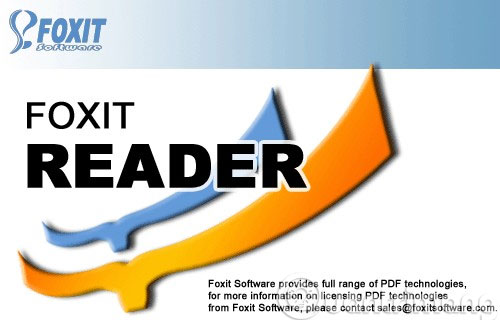 FOXIT
Software
FOXIT
READER
Foxit Software provides full range of PDF technologies,
for more information on licensing PDF technologies
from Foxit Software, please contact sales@foxitsoftware.com.